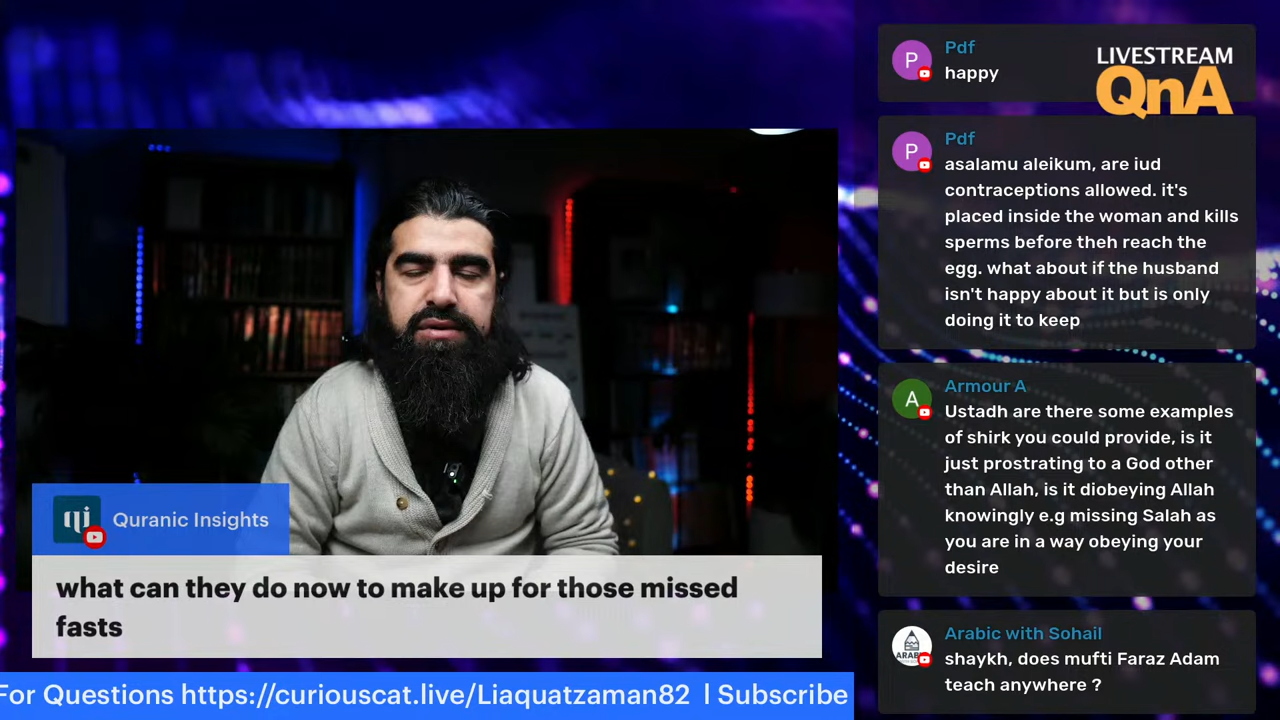 Quranic Insights
what can they do now to make up for those missed
fasts
For Questions https://curiouscat.live/Liaquatzaman82 | Subscribe
LIVESTREAM
QnA
P
Pdf
happy
P
Pdf
asalamu aleikum, are iud
contraceptions allowed. it's
placed inside the woman and kills
sperms before theh reach the
egg. what about if the husband
isn't happy about it but is only
doing it to keep
A
Armour A
Ustadh are there some examples
of shirk you could provide, is it
just prostrating to a God other
than Allah, is it diobeying Allah
knowingly e.g missing Salah as
you are in a way obeying your
desire
Arabic with Sohail
shaykh, does mufti Faraz Adam
teach anywhere ?